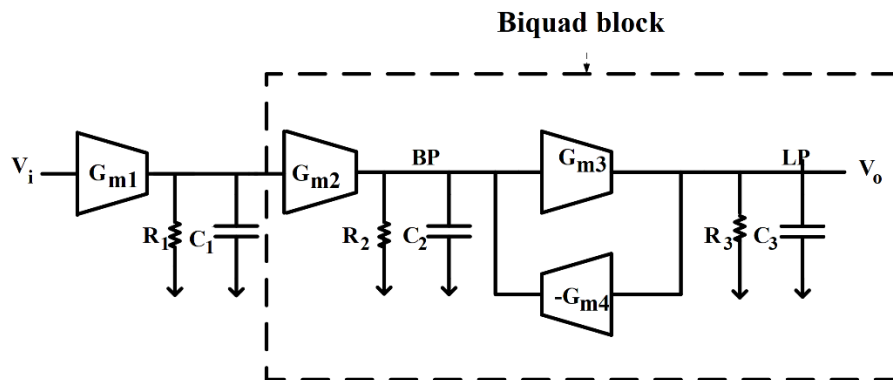 Biquad block
Vi
Gm1
R1
C1
Gm2
BP
R2
C2
Gm3
-Gm4
LP
R3
C3
Vo